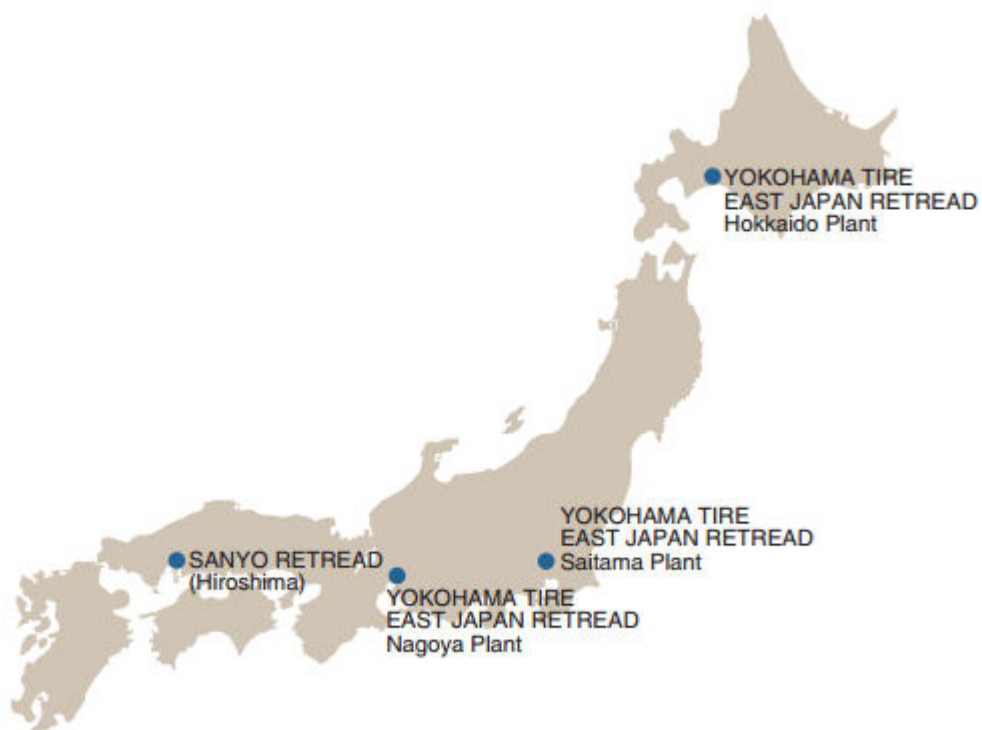 YOKOHAMA TIRE
EAST JAPAN RETREAD
Hokkaido Plant
YOKOHAMA TIRE
EAST JAPAN RETREAD
Saitama Plant
SANYO RETREAD
(Hiroshima)
YOKOHAMA TIRE
EAST JAPAN RETREAD
Nagoya Plant